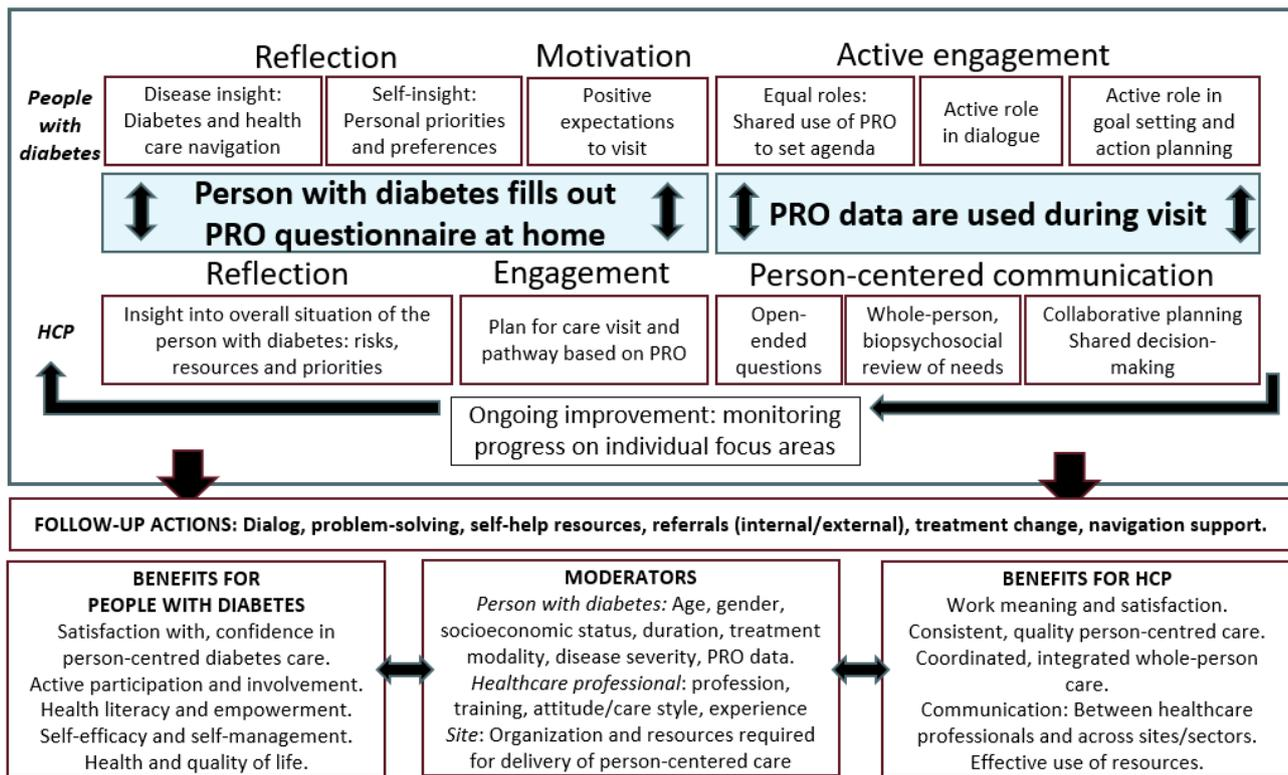 Reflection
Motivation
Active engagement
People
with
diabetes
Disease insight:
Diabetes and health
care navigation
Self-insight:
Personal priorities
and preferences
Positive
expectations
to visit
Equal roles:
Shared use of PRO
to set agenda
Active role
in dialogue
Active role in
goal setting and
action planning
Person with diabetes fills out
PRO questionnaire at home
PRO data are used during visit
Reflection
Engagement
Person-centered communication
HCP
Insight into overall situation of the
person with diabetes: risks,
resources and priorities
Plan for care visit and
pathway based on PRO
Open-
ended
questions
Whole-person,
biopsychosocial
review of needs
Collaborative planning
Shared decision-
making
Ongoing improvement: monitoring
progress on individual focus areas
FOLLOW-UP ACTIONS: Dialog, problem-solving, self-help resources, referrals (internal/external), treatment change, navigation support.
BENEFITS FOR
PEOPLE WITH DIABETES
Satisfaction with, confidence in
person-centred diabetes care.
Active participation and involvement.
Health literacy and empowerment.
Self-efficacy and self-management.
Health and quality of life.
MODERATORS
Person with diabetes: Age, gender,
socioeconomic status, duration, treatment
modality, disease severity, PRO data.
Healthcare professional: profession,
training, attitude/care style, experience
Site: Organization and resources required
for delivery of person-centered care
BENEFITS FOR HCP
Work meaning and satisfaction.
Consistent, quality person-centred care.
Coordinated, integrated whole-person
care.
Communication: Between healthcare
professionals and across sites/sectors.
Effective use of resources.